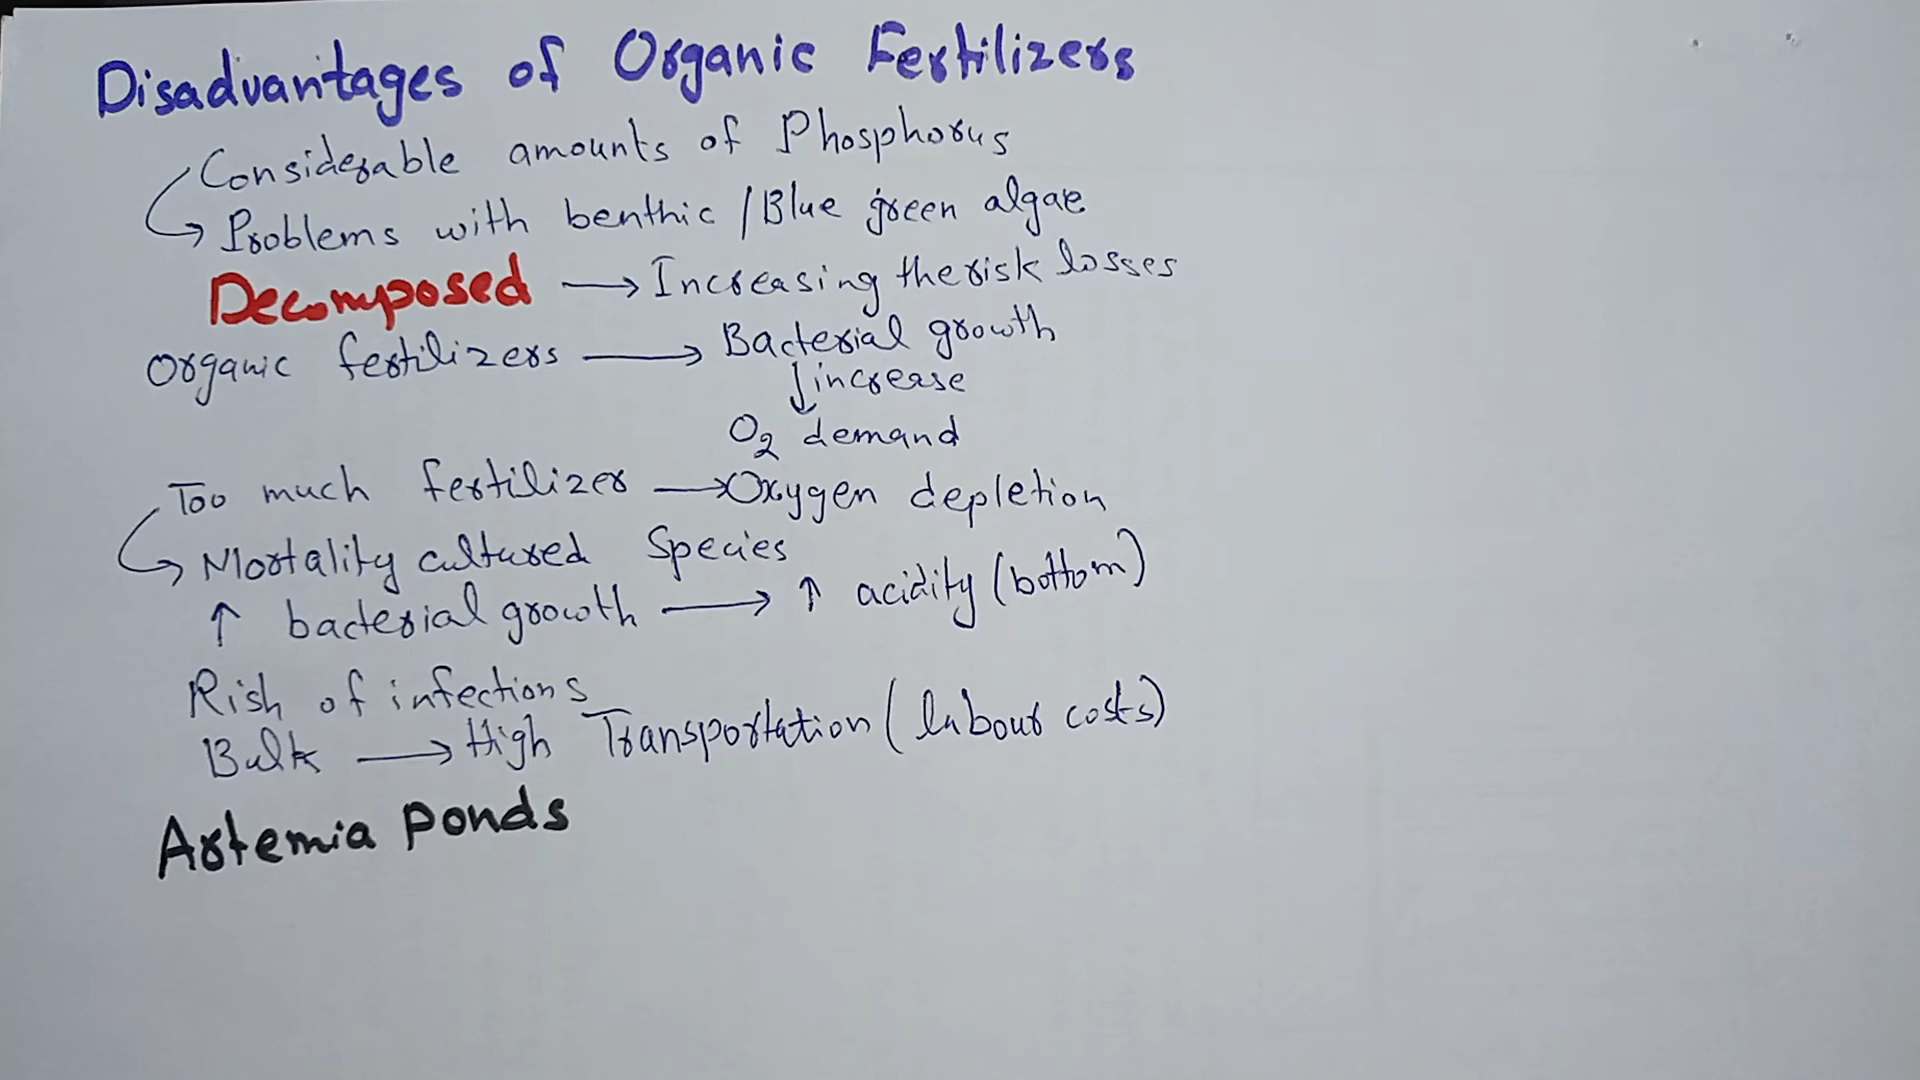 Disadvantages of Organic Fertilizers
Considerable amounts of Phosphorus
↳ Problems with benthic / Blue green algae
Decomposed → Increasing the risk losses
Organic fertilizers → Bacterial growth
↓ increase
O₂ demand
Too much fertilizer → Oxygen depletion
↳ Mortality cultured Species
↑ bacterial growth → ↑ acidity (bottom)
Risk of infections
Bulk → High Transportation (labour costs)
Artemia Ponds